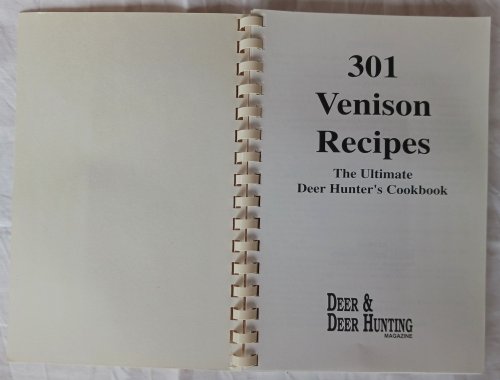 301
Venison
Recipes
The Ultimate
Deer Hunter's Cookbook
DEER &
DEER HUNTING
MAGAZINE